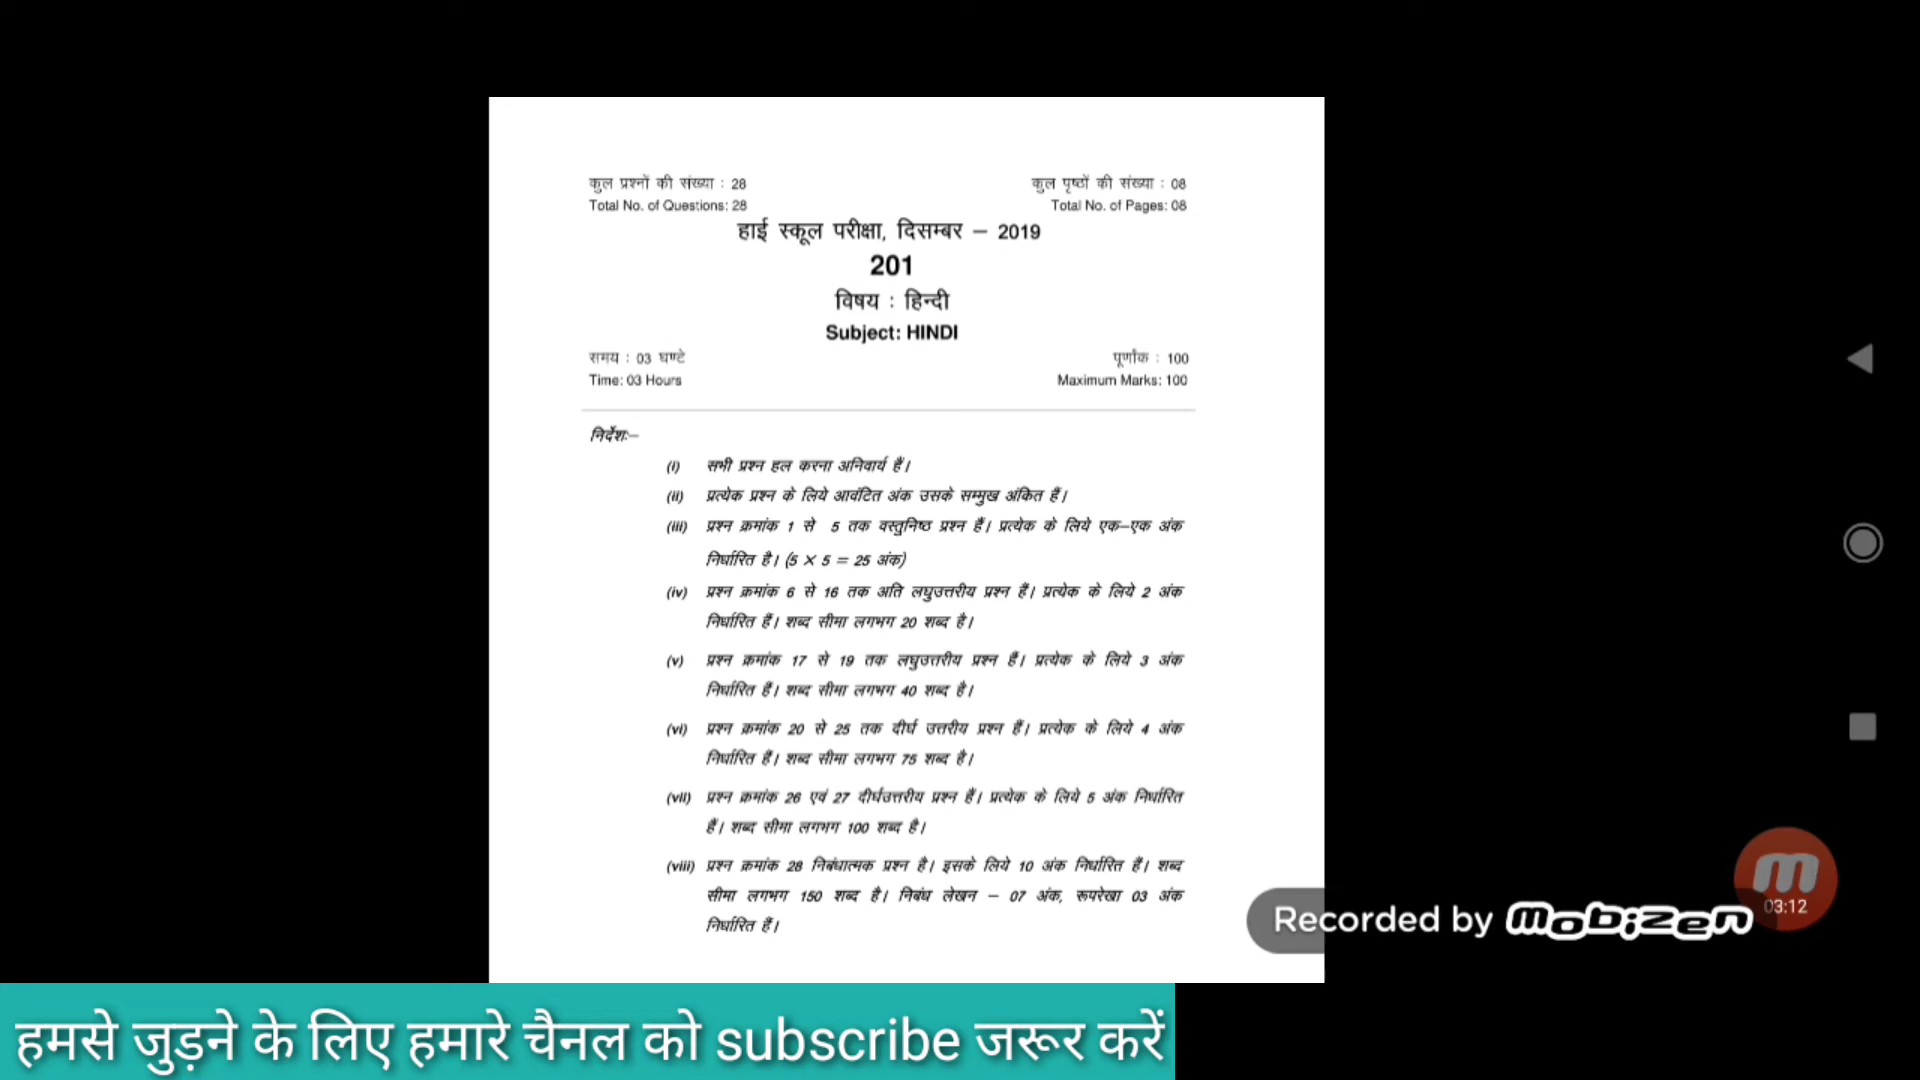 कुल प्रश्नों की संख्या : 28
कुल पृष्ठों की संख्या : 08
Total No. of Questions: 28
Total No. of Pages: 08
हाई स्कूल परीक्षा, दिसम्बर – 2019
201
विषय : हिन्दी
Subject: HINDI
समय : 03 घण्टे
पूर्णांक : 100
Time: 03 Hours
Maximum Marks: 100
निर्देशः–
(i) सभी प्रश्न हल करना अनिवार्य हैं।
(ii) प्रत्येक प्रश्न के लिये आवंटित अंक उसके सम्मुख अंकित हैं।
(iii) प्रश्न क्रमांक 1 से 5 तक वस्तुनिष्ठ प्रश्न हैं। प्रत्येक के लिये एक–एक अंक
निर्धारित है। (5 X 5 = 25 अंक)
(iv) प्रश्न क्रमांक 6 से 16 तक अति लघुउत्तरीय प्रश्न हैं। प्रत्येक के लिये 2 अंक
निर्धारित हैं। शब्द सीमा लगभग 20 शब्द है।
(v) प्रश्न क्रमांक 17 से 19 तक लघुउत्तरीय प्रश्न हैं। प्रत्येक के लिये 3 अंक
निर्धारित हैं। शब्द सीमा लगभग 40 शब्द है।
(vi) प्रश्न क्रमांक 20 से 25 तक दीर्घ उत्तरीय प्रश्न हैं। प्रत्येक के लिये 4 अंक
निर्धारित हैं। शब्द सीमा लगभग 75 शब्द है।
(vii) प्रश्न क्रमांक 26 एवं 27 दीर्घउत्तरीय प्रश्न हैं। प्रत्येक के लिये 5 अंक निर्धारित
हैं। शब्द सीमा लगभग 100 शब्द है।
(viii) प्रश्न क्रमांक 28 निबंधात्मक प्रश्न है। इसके लिये 10 अंक निर्धारित हैं। शब्द
सीमा लगभग 150 शब्द है। निबंध लेखन – 07 अंक, रूपरेखा 03 अंक
निर्धारित हैं।
03:12
Recorded by mobizen
हमसे जुड़ने के लिए हमारे चैनल को subscribe जरूर करें